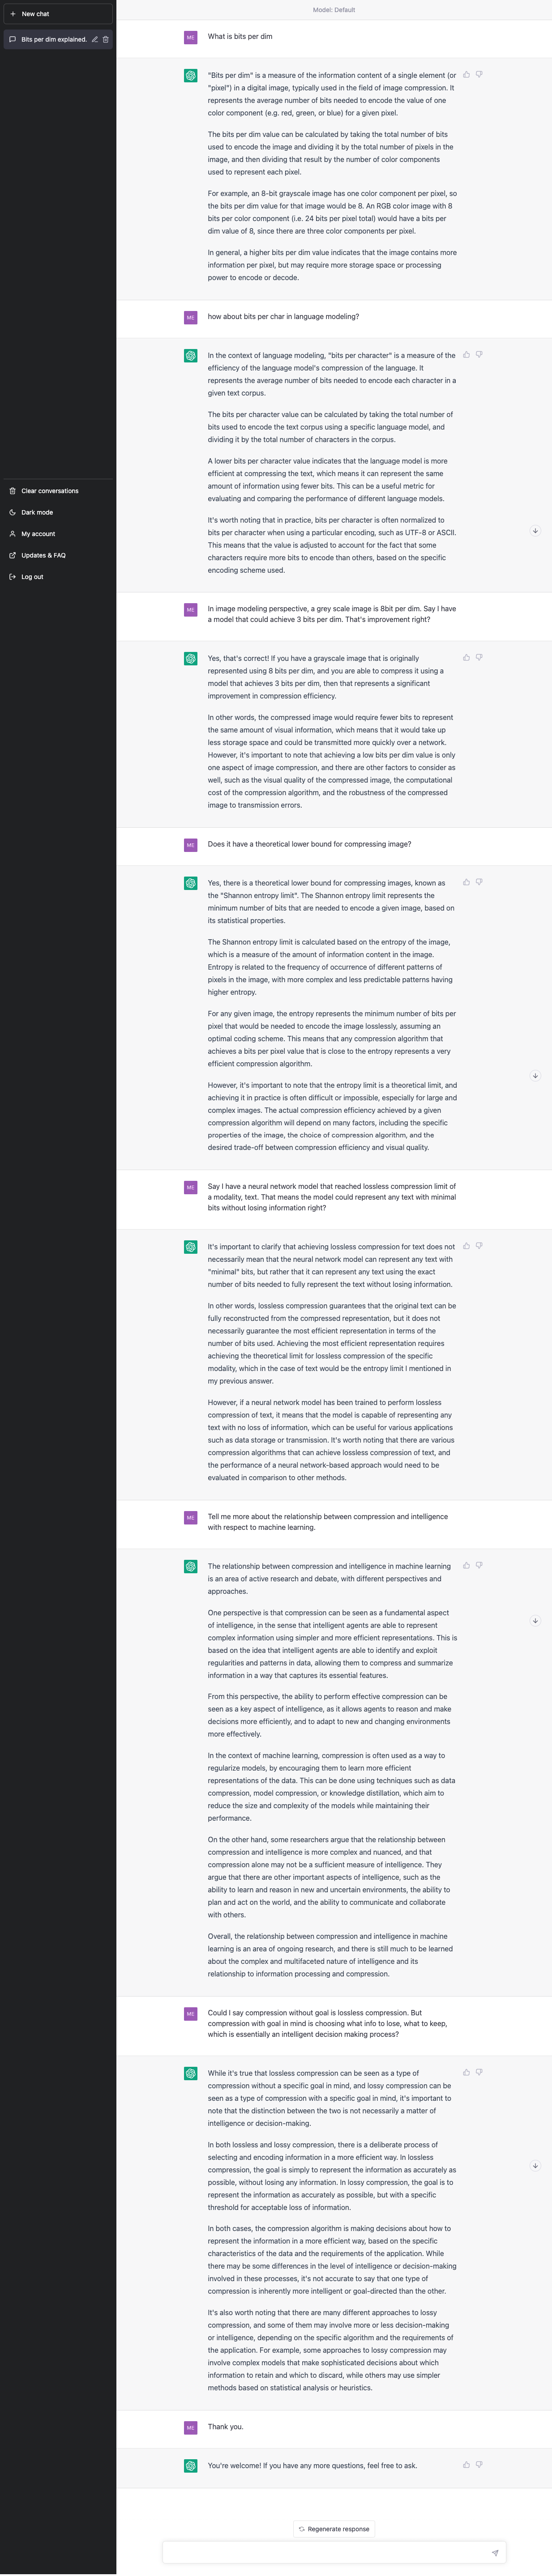 New chat
Bits per dim explained.
Clear conversations
Dark mode
My account
Updates & FAQ
Log out
Model: Default
ME
What is bits per dim
"Bits per dim" is a measure of the information content of a single element (or
"pixel") in a digital image, typically used in the field of image compression. It
represents the average number of bits needed to encode the value of one
color component (e.g. red, green, or blue) for a given pixel.
The bits per dim value can be calculated by taking the total number of bits
used to encode the image and dividing it by the total number of pixels in the
image, and then dividing that result by the number of color components
used to represent each pixel.
For example, an 8-bit grayscale image has one color component per pixel, so
the bits per dim value for that image would be 8. An RGB color image with 8
bits per color component (i.e. 24 bits per pixel total) would have a bits per
dim value of 8, since there are three color components per pixel.
In general, a higher bits per dim value indicates that the image contains more
information per pixel, but may require more storage space or processing
power to encode or decode.
ME
how about bits per char in language modeling?
In the context of language modeling, "bits per character" is a measure of the
efficiency of the language model's compression of the language. It
represents the average number of bits needed to encode each character in a
given text corpus.
The bits per character value can be calculated by taking the total number of
bits used to encode the text corpus using a specific language model, and
dividing it by the total number of characters in the corpus.
A lower bits per character value indicates that the language model is more
efficient at compressing the text, which means it can represent the same
amount of information using fewer bits. This can be a useful metric for
evaluating and comparing the performance of different language models.
It's worth noting that in practice, bits per character is often normalized to
bits per character when using a particular encoding, such as UTF-8 or ASCII.
This means that the value is adjusted to account for the fact that some
characters require more bits to encode than others, based on the specific
encoding scheme used.
ME
In image modeling perspective, a grey scale image is 8bit per dim. Say I have
a model that could achieve 3 bits per dim. That's improvement right?
Yes, that's correct! If you have a grayscale image that is originally
represented using 8 bits per dim, and you are able to compress it using a
model that achieves 3 bits per dim, then that represents a significant
improvement in compression efficiency.
In other words, the compressed image would require fewer bits to represent
the same amount of visual information, which means that it would take up
less storage space and could be transmitted more quickly over a network.
However, it's important to note that achieving a low bits per dim value is only
one aspect of image compression, and there are other factors to consider as
well, such as the visual quality of the compressed image, the computational
cost of the compression algorithm, and the robustness of the compressed
image to transmission errors.
ME
Does it have a theoretical lower bound for compressing image?
Yes, there is a theoretical lower bound for compressing images, known as
the "Shannon entropy limit". The Shannon entropy limit represents the
minimum number of bits that are needed to encode a given image, based on
its statistical properties.
The Shannon entropy limit is calculated based on the entropy of the image,
which is a measure of the amount of information content in the image.
Entropy is related to the frequency of occurrence of different patterns of
pixels in the image, with more complex and less predictable patterns having
higher entropy.
For any given image, the entropy represents the minimum number of bits per
pixel that would be needed to encode the image losslessly, assuming an
optimal coding scheme. This means that any compression algorithm that
achieves a bits per pixel value that is close to the entropy represents a very
efficient compression algorithm.
However, it's important to note that the entropy limit is a theoretical limit, and
achieving it in practice is often difficult or impossible, especially for large and
complex images. The actual compression efficiency achieved by a given
compression algorithm will depend on many factors, including the specific
properties of the image, the choice of compression algorithm, and the
desired trade-off between compression efficiency and visual quality.
ME
Say I have a neural network model that reached lossless compression limit of
a modality, text. That means the model could represent any text with minimal
bits without losing information right?
It's important to clarify that achieving lossless compression for text does not
necessarily mean that the neural network model can represent any text with
"minimal" bits, but rather that it can represent any text using the exact
number of bits needed to fully represent the text without losing information.
In other words, lossless compression guarantees that the original text can be
fully reconstructed from the compressed representation, but it does not
necessarily guarantee the most efficient representation in terms of the
number of bits used. Achieving the most efficient representation requires
achieving the theoretical limit for lossless compression of the specific
modality, which in the case of text would be the entropy limit I mentioned in
my previous answer.
However, if a neural network model has been trained to perform lossless
compression of text, it means that the model is capable of representing any
text with no loss of information, which can be useful for various applications
such as data storage or transmission. It's worth noting that there are various
compression algorithms that can achieve lossless compression of text, and
the performance of a neural network-based approach would need to be
evaluated in comparison to other methods.
ME
Tell me more about the relationship between compression and intelligence
with respect to machine learning.
The relationship between compression and intelligence in machine learning
is an area of active research and debate, with different perspectives and
approaches.
One perspective is that compression can be seen as a fundamental aspect
of intelligence, in the sense that intelligent agents are able to represent
complex information using simpler and more efficient representations. This is
based on the idea that intelligent agents are able to identify and exploit
regularities and patterns in data, allowing them to compress and summarize
information in a way that captures its essential features.
From this perspective, the ability to perform effective compression can be
seen as a key aspect of intelligence, as it allows agents to reason and make
decisions more efficiently, and to adapt to new and changing environments
more effectively.
In the context of machine learning, compression is often used as a way to
regularize models, by encouraging them to learn more efficient
representations of the data. This can be done using techniques such as data
compression, model compression, or knowledge distillation, which aim to
reduce the size and complexity of the models while maintaining their
performance.
On the other hand, some researchers argue that the relationship between
compression and intelligence is more complex and nuanced, and that
compression alone may not be a sufficient measure of intelligence. They
argue that there are other important aspects of intelligence, such as the
ability to learn and reason in new and uncertain environments, the ability to
plan and act on the world, and the ability to communicate and collaborate
with others.
Overall, the relationship between compression and intelligence in machine
learning is an area of ongoing research, and there is still much to be learned
about the complex and multifaceted nature of intelligence and its
relationship to information processing and compression.
ME
Could I say compression without goal is lossless compression. But
compression with goal in mind is choosing what info to lose, what to keep,
which is essentially an intelligent decision making process?
While it's true that lossless compression can be seen as a type of
compression without a specific goal in mind, and lossy compression can be
seen as a type of compression with a specific goal in mind, it's important to
note that the distinction between the two is not necessarily a matter of
intelligence or decision-making.
In both lossless and lossy compression, there is a deliberate process of
selecting and encoding information in a more efficient way. In lossless
compression, the goal is simply to represent the information as accurately as
possible, without losing any information. In lossy compression, the goal is to
represent the information as accurately as possible, but with a specific
threshold for acceptable loss of information.
In both cases, the compression algorithm is making decisions about how to
represent the information in a more efficient way, based on the specific
characteristics of the data and the requirements of the application. While
there may be some differences in the level of intelligence or decision-making
involved in these processes, it's not accurate to say that one type of
compression is inherently more intelligent or goal-directed than the other.
It's also worth noting that there are many different approaches to lossy
compression, and some of them may involve more or less decision-making
or intelligence, depending on the specific algorithm and the requirements of
the application. For example, some approaches to lossy compression may
involve complex models that make sophisticated decisions about which
information to retain and which to discard, while others may use simpler
methods based on statistical analysis or heuristics.
ME
Thank you.
You're welcome! If you have any more questions, feel free to ask.
Regenerate response